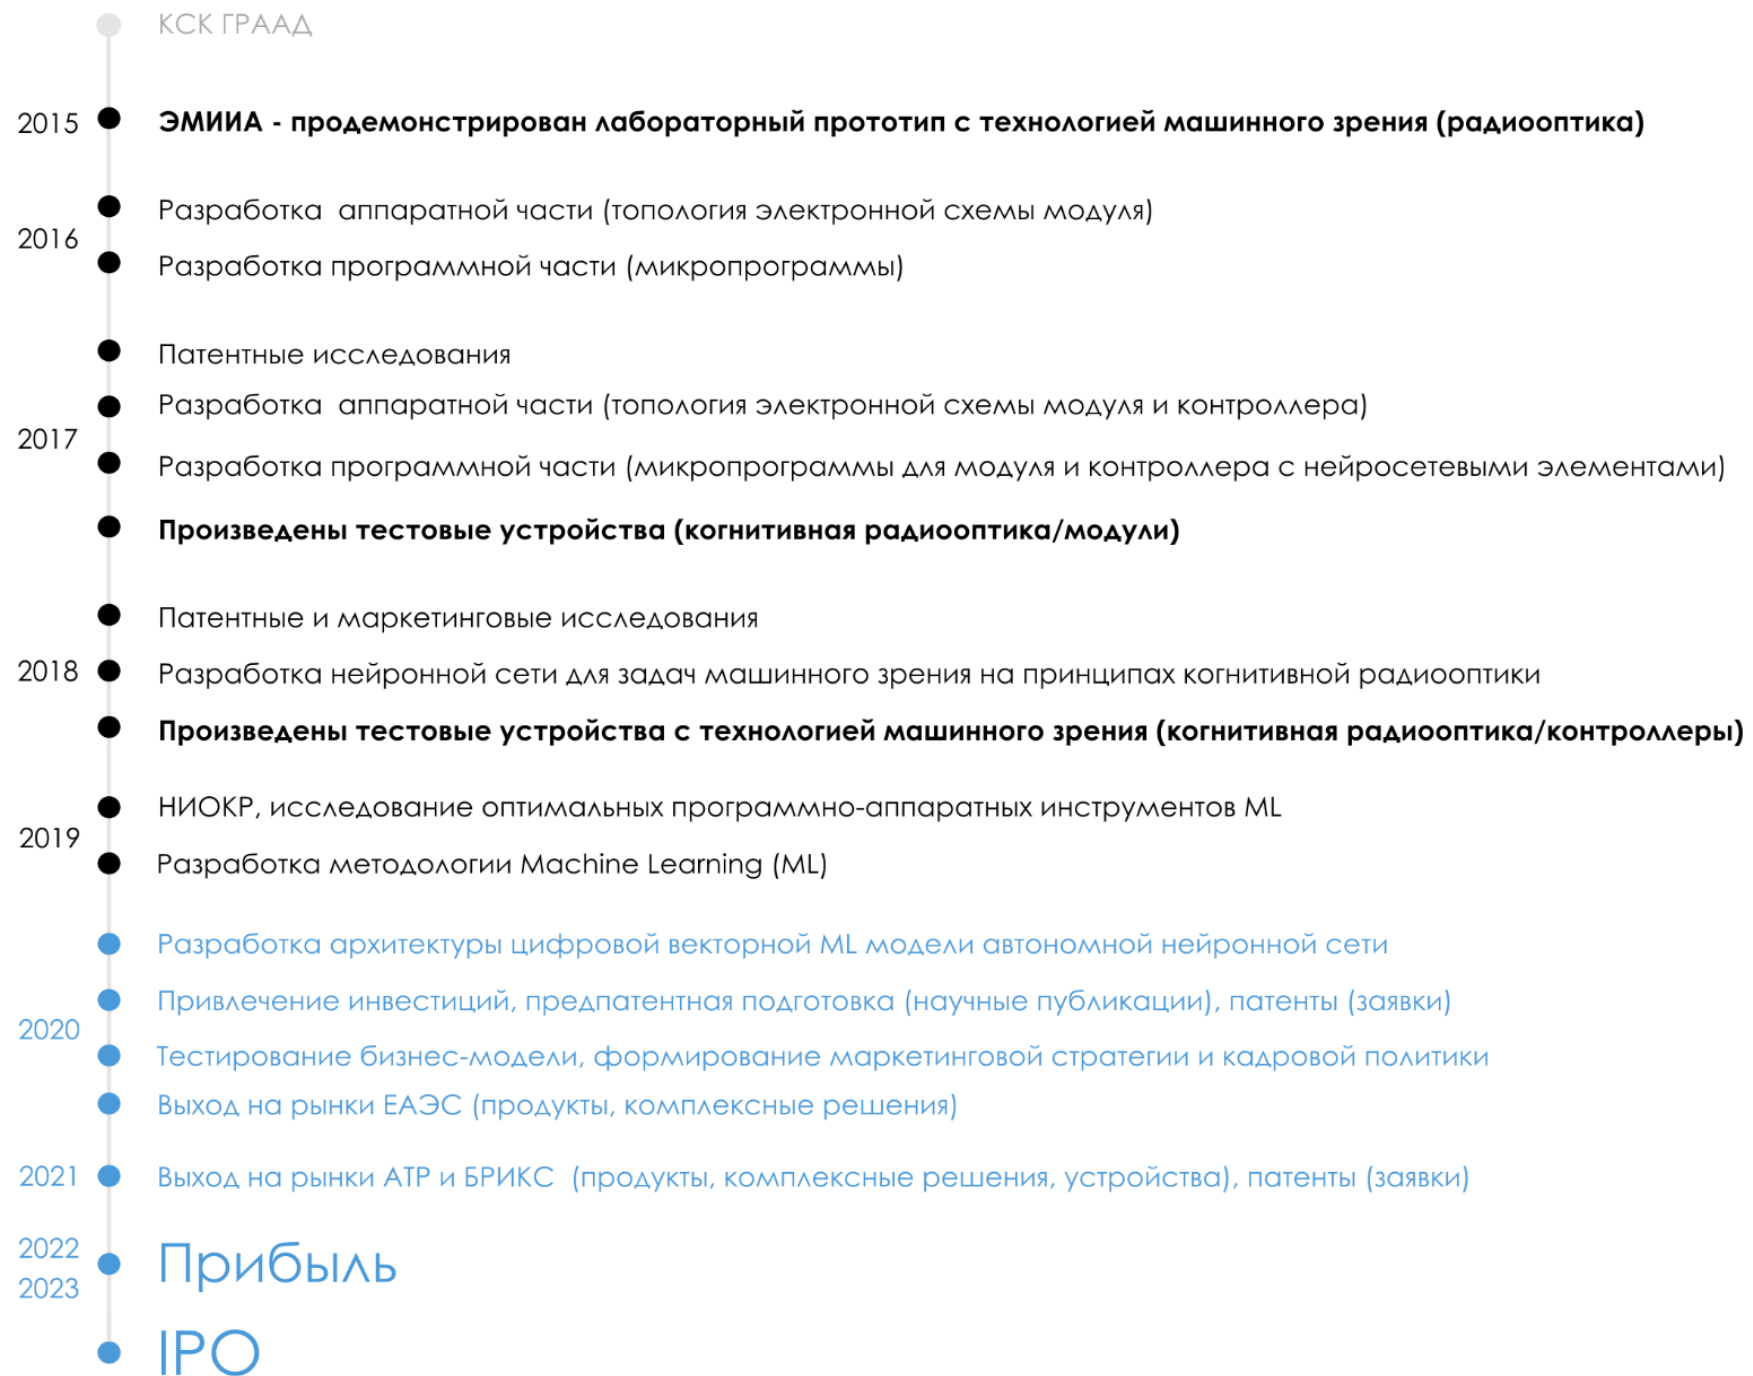 КСК ГРААД
2015
ЭМИИА - продемонстрирован лабораторный прототип с технологией машинного зрения (радиооптика)
2016
Разработка аппаратной части (топология электронной схемы модуля)
Разработка программной части (микропрограммы)
2017
Патентные исследования
Разработка аппаратной части (топология электронной схемы модуля и контроллера)
Разработка программной части (микропрограммы для модуля и контроллера с нейросетевыми элементами)
Произведены тестовые устройства (когнитивная радиооптика/модули)
2018
Патентные и маркетинговые исследования
Разработка нейронной сети для задач машинного зрения на принципах когнитивной радиооптики
Произведены тестовые устройства с технологией машинного зрения (когнитивная радиооптика/контроллеры)
2019
НИОКР, исследование оптимальных программно-аппаратных инструментов ML
Разработка методологии Machine Learning (ML)
2020
Разработка архитектуры цифровой векторной ML модели автономной нейронной сети
Привлечение инвестиций, предпатентная подготовка (научные публикации), патенты (заявки)
Тестирование бизнес-модели, формирование маркетинговой стратегии и кадровой политики
Выход на рынки ЕАЭС (продукты, комплексные решения)
2021
Выход на рынки АТР и БРИКС (продукты, комплексные решения, устройства), патенты (заявки)
2022
2023
Прибыль
IPO